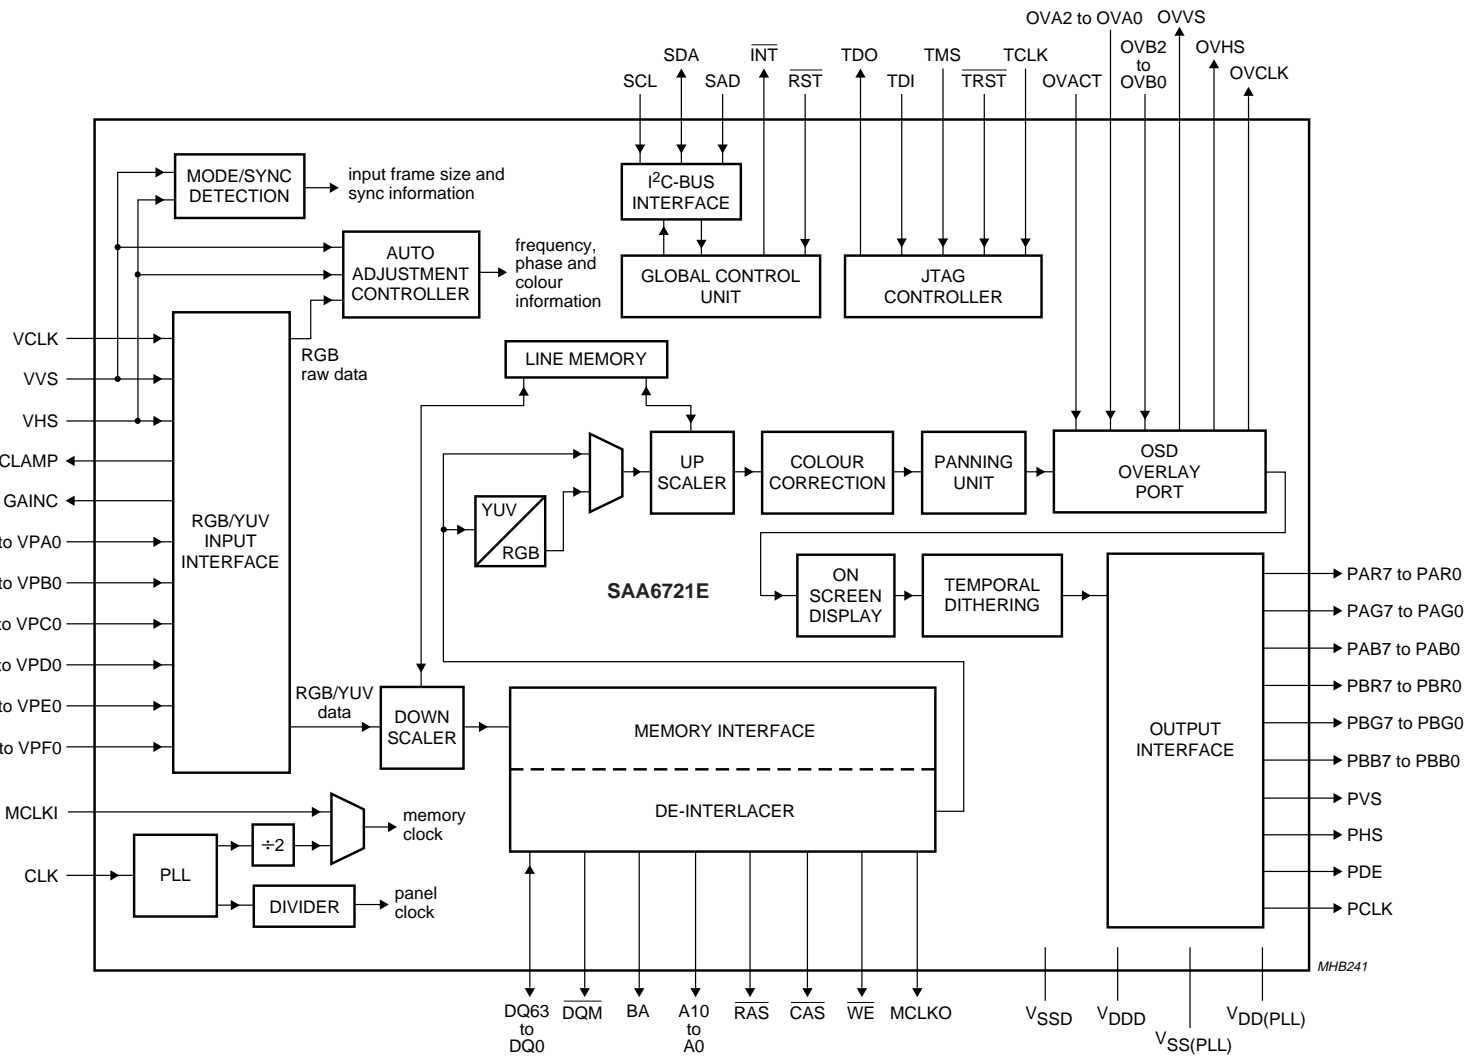 OVA2 to OVA0
OVVS
SDA
INT
TDO
TMS
TCLK
OVB2
to
OVB0
OVHS
SCL
SAD
RST
TDI
TRST
OVACT
OVCLK
MODE/SYNC
DETECTION
input frame size and
sync information
I2C-BUS
INTERFACE
AUTO
ADJUSTMENT
CONTROLLER
frequency,
phase and
colour
information
GLOBAL CONTROL
UNIT
JTAG
CONTROLLER
VCLK
VVS
VHS
CLAMP
GAINC
to VPA0
to VPB0
to VPC0
to VPD0
to VPE0
to VPF0
RGB
raw data
RGB/YUV
INPUT
INTERFACE
LINE MEMORY
YUV
RGB
UP
SCALER
COLOUR
CORRECTION
PANNING
UNIT
OSD
OVERLAY
PORT
SAA6721E
ON
SCREEN
DISPLAY
TEMPORAL
DITHERING
OUTPUT
INTERFACE
PAR7 to PAR0
PAG7 to PAG0
PAB7 to PAB0
PBR7 to PBR0
PBG7 to PBG0
PBB7 to PBB0
PVS
PHS
PDE
PCLK
RGB/YUV
data
DOWN
SCALER
MEMORY INTERFACE
DE-INTERLACER
MCLKI
CLK
PLL
÷2
DIVIDER
memory
clock
panel
clock
MHB241
DQ63
to
DQ0
DQM
BA
A10
to
A0
RAS
CAS
WE
MCLKO
VSSD
VDDD
VSS(PLL)
VDD(PLL)